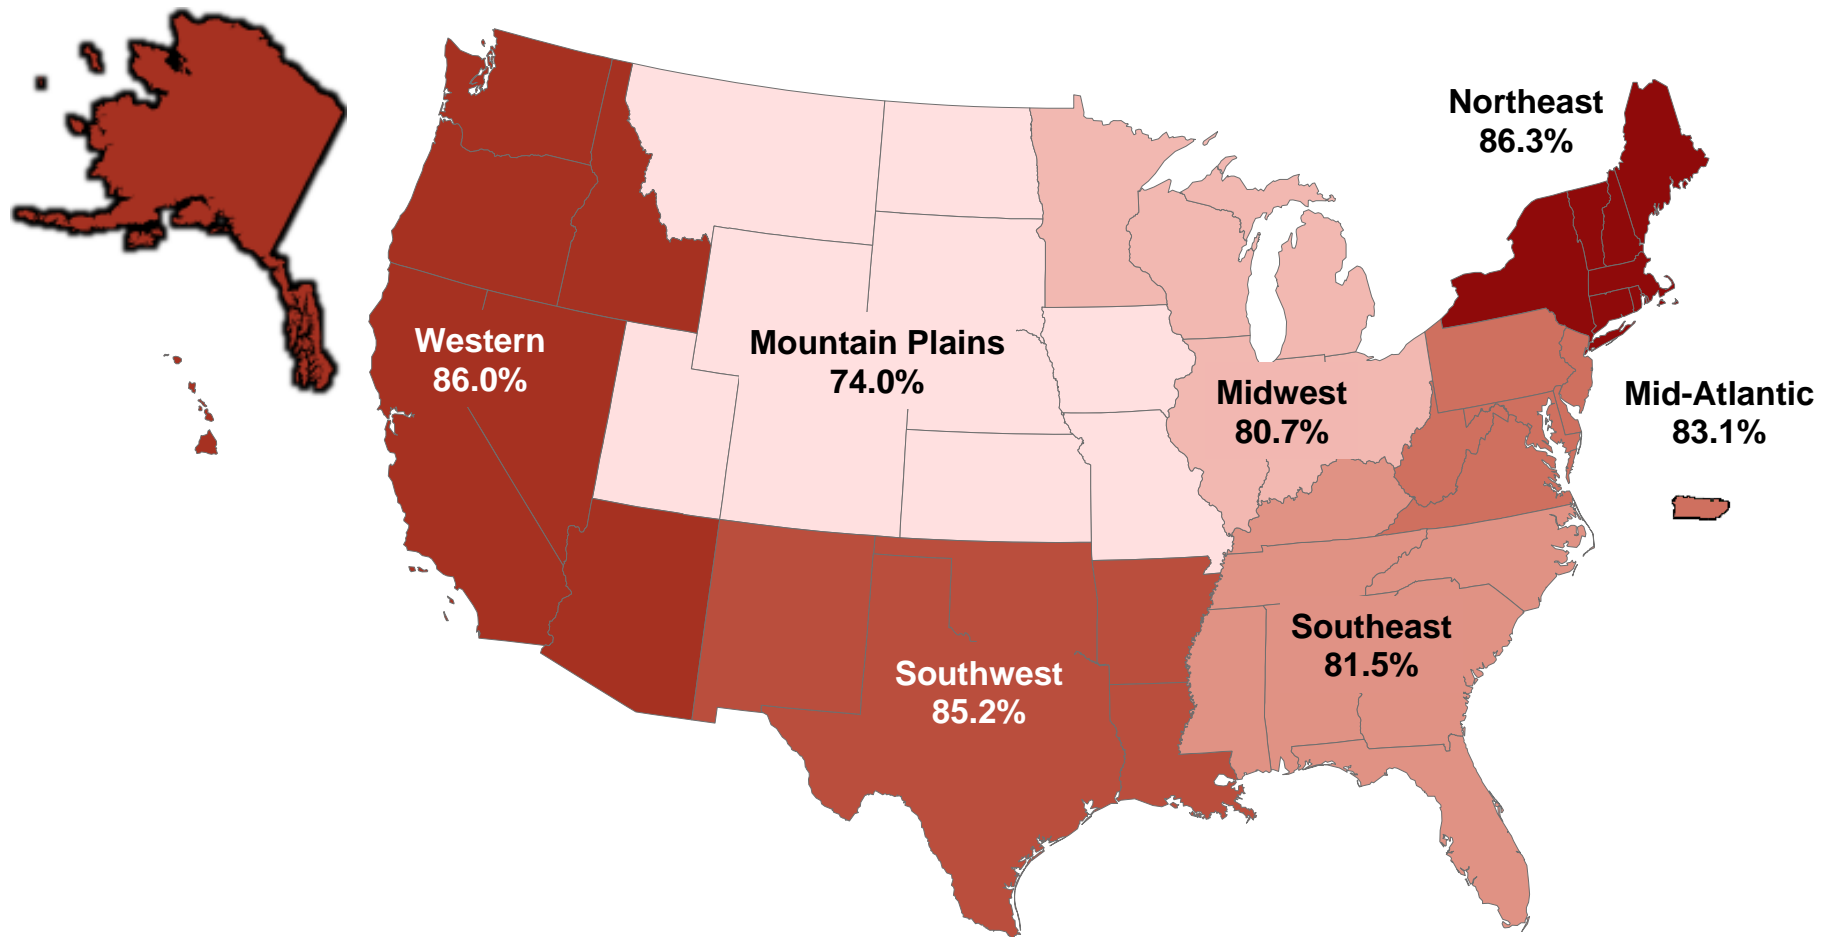 Northeast
86.3%
Western
86.0%
Mountain Plains
74.0%
Midwest
80.7%
Mid-Atlantic
83.1%
Southeast
81.5%
Southwest
85.2%